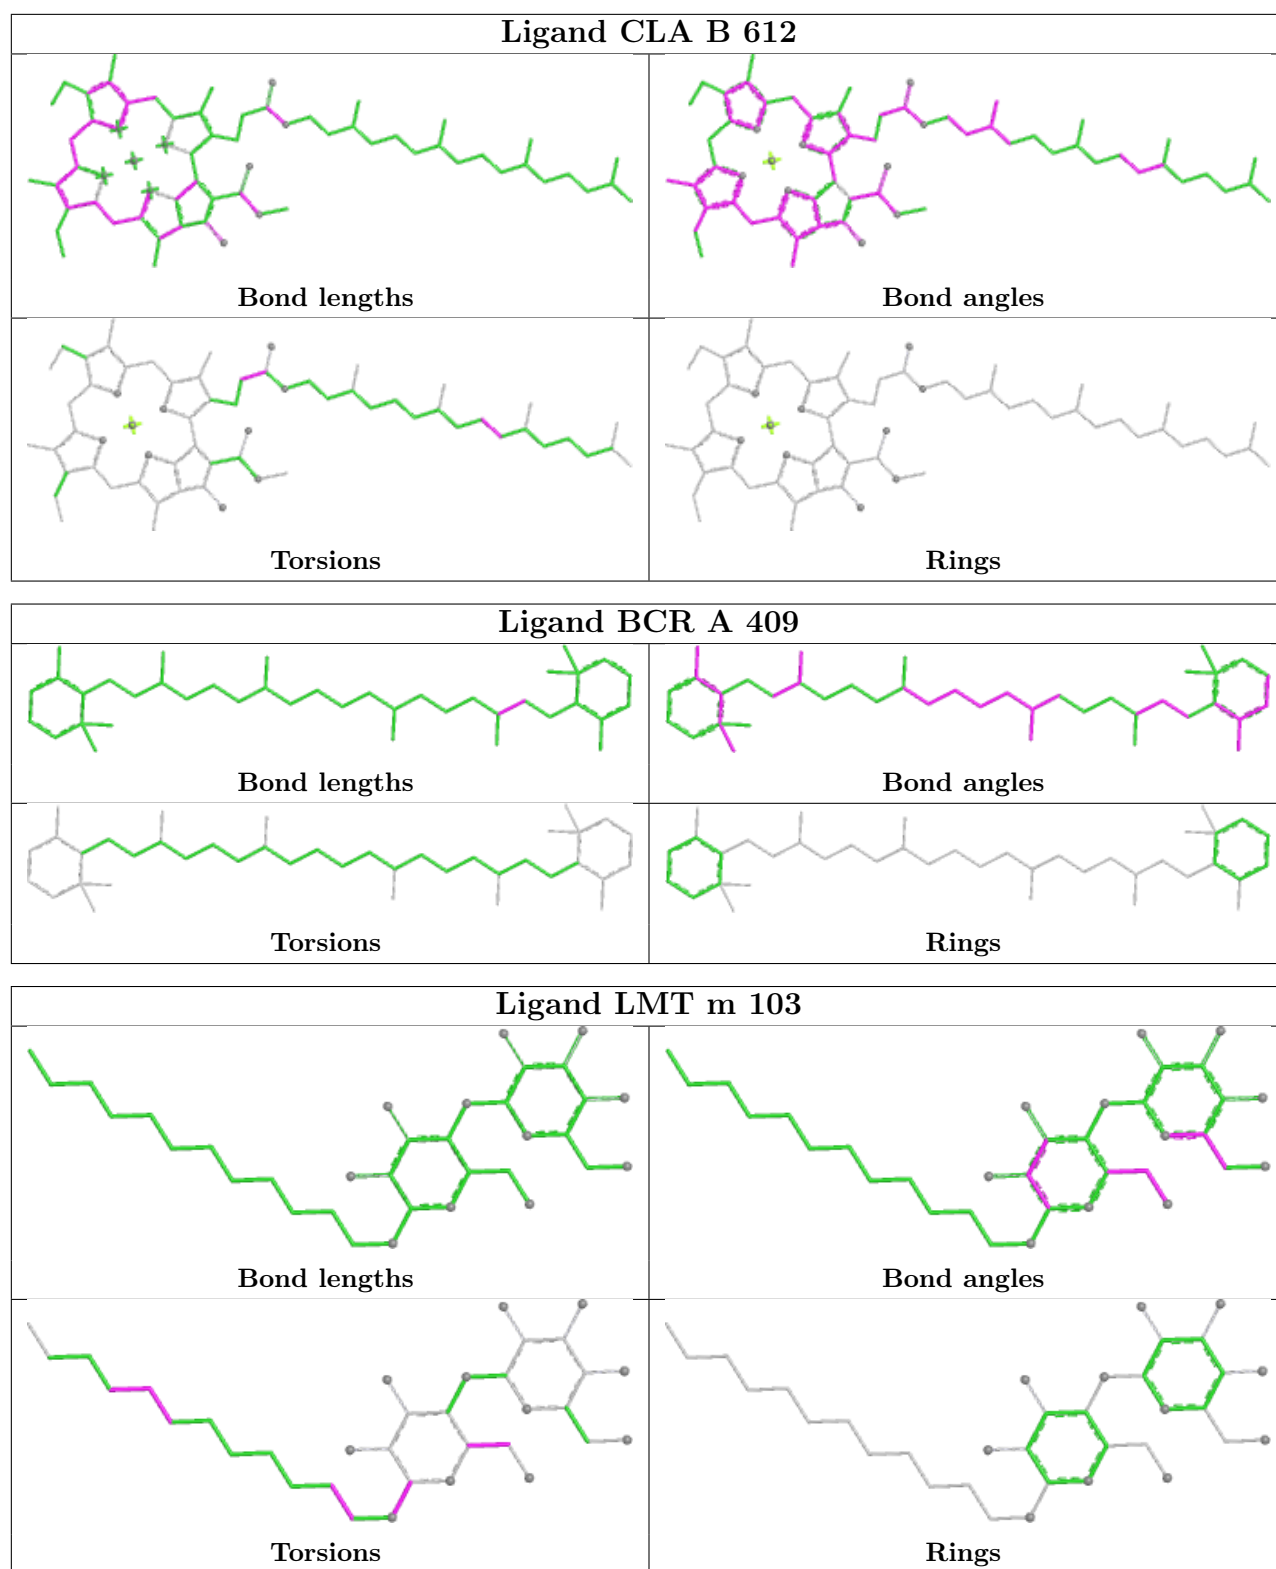 Ligand CLA B 612
Bond lengths
Bond angles
Torsions
Rings
Ligand BCR A 409
Bond lengths
Bond angles
Torsions
Rings
Ligand LMT m 103
Bond lengths
Bond angles
Torsions
Rings